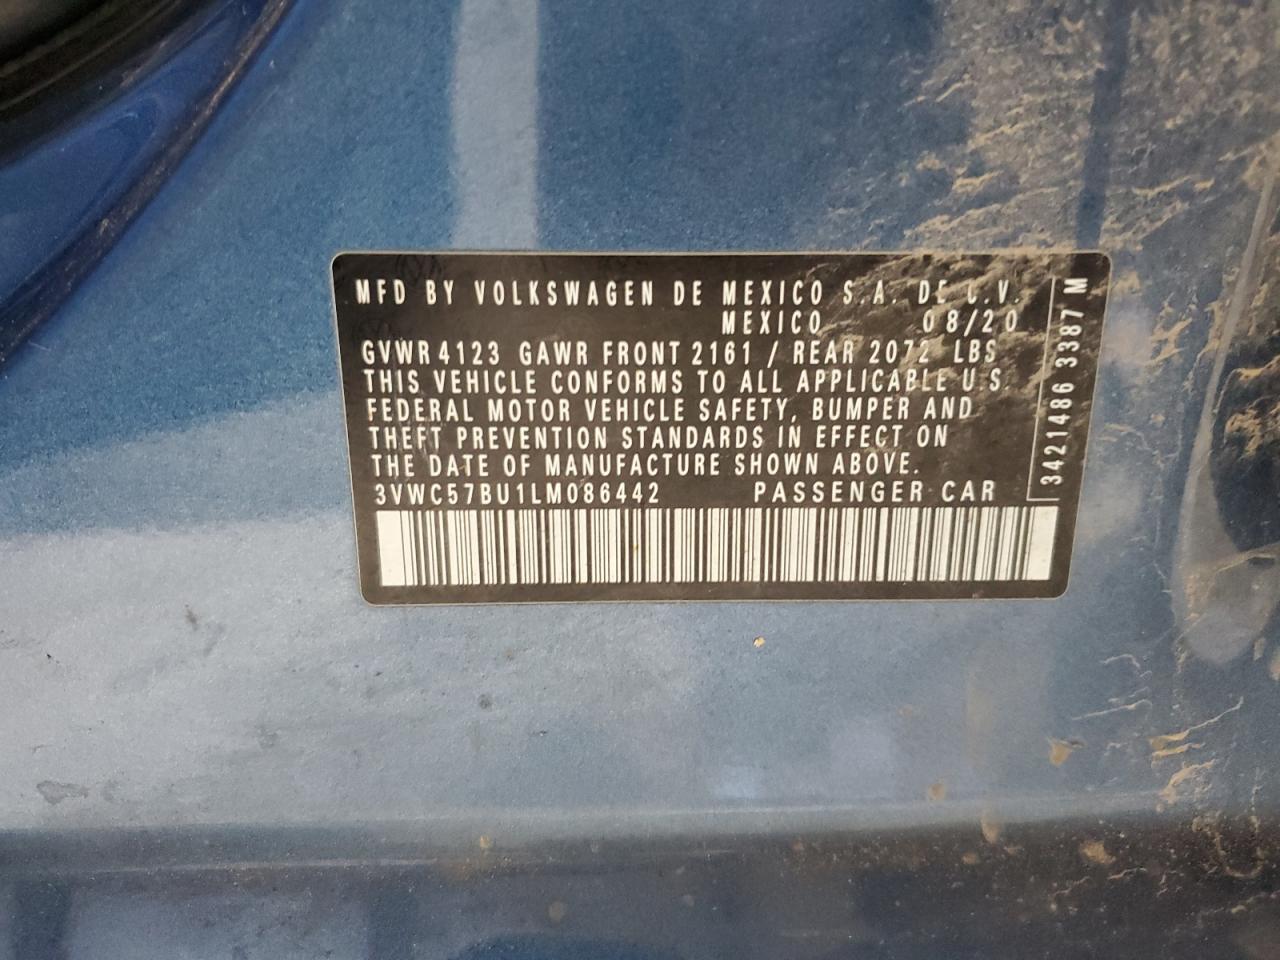 MFD BY VOLKSWAGEN DE MEXICO S.A. DE C.V.
MEXICO 08/20
GVWR 4123 GAWR FRONT 2161 / REAR 2072 LBS
THIS VEHICLE CONFORMS TO ALL APPLICABLE U.S.
FEDERAL MOTOR VEHICLE SAFETY, BUMPER AND
THEFT PREVENTION STANDARDS IN EFFECT ON
THE DATE OF MANUFACTURE SHOWN ABOVE.
3VWC57BU1LM086442 PASSENGER CAR
3421486 3387 M